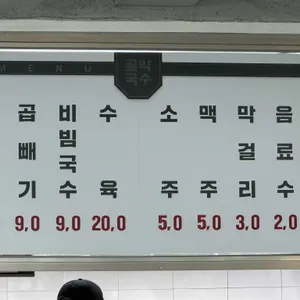 MENU
골막
국수
곱빼기 9,0
비빔국수 9,0
수육 20,0
소주 5,0
맥주 5,0
막걸리 3,0
음료수 2,0